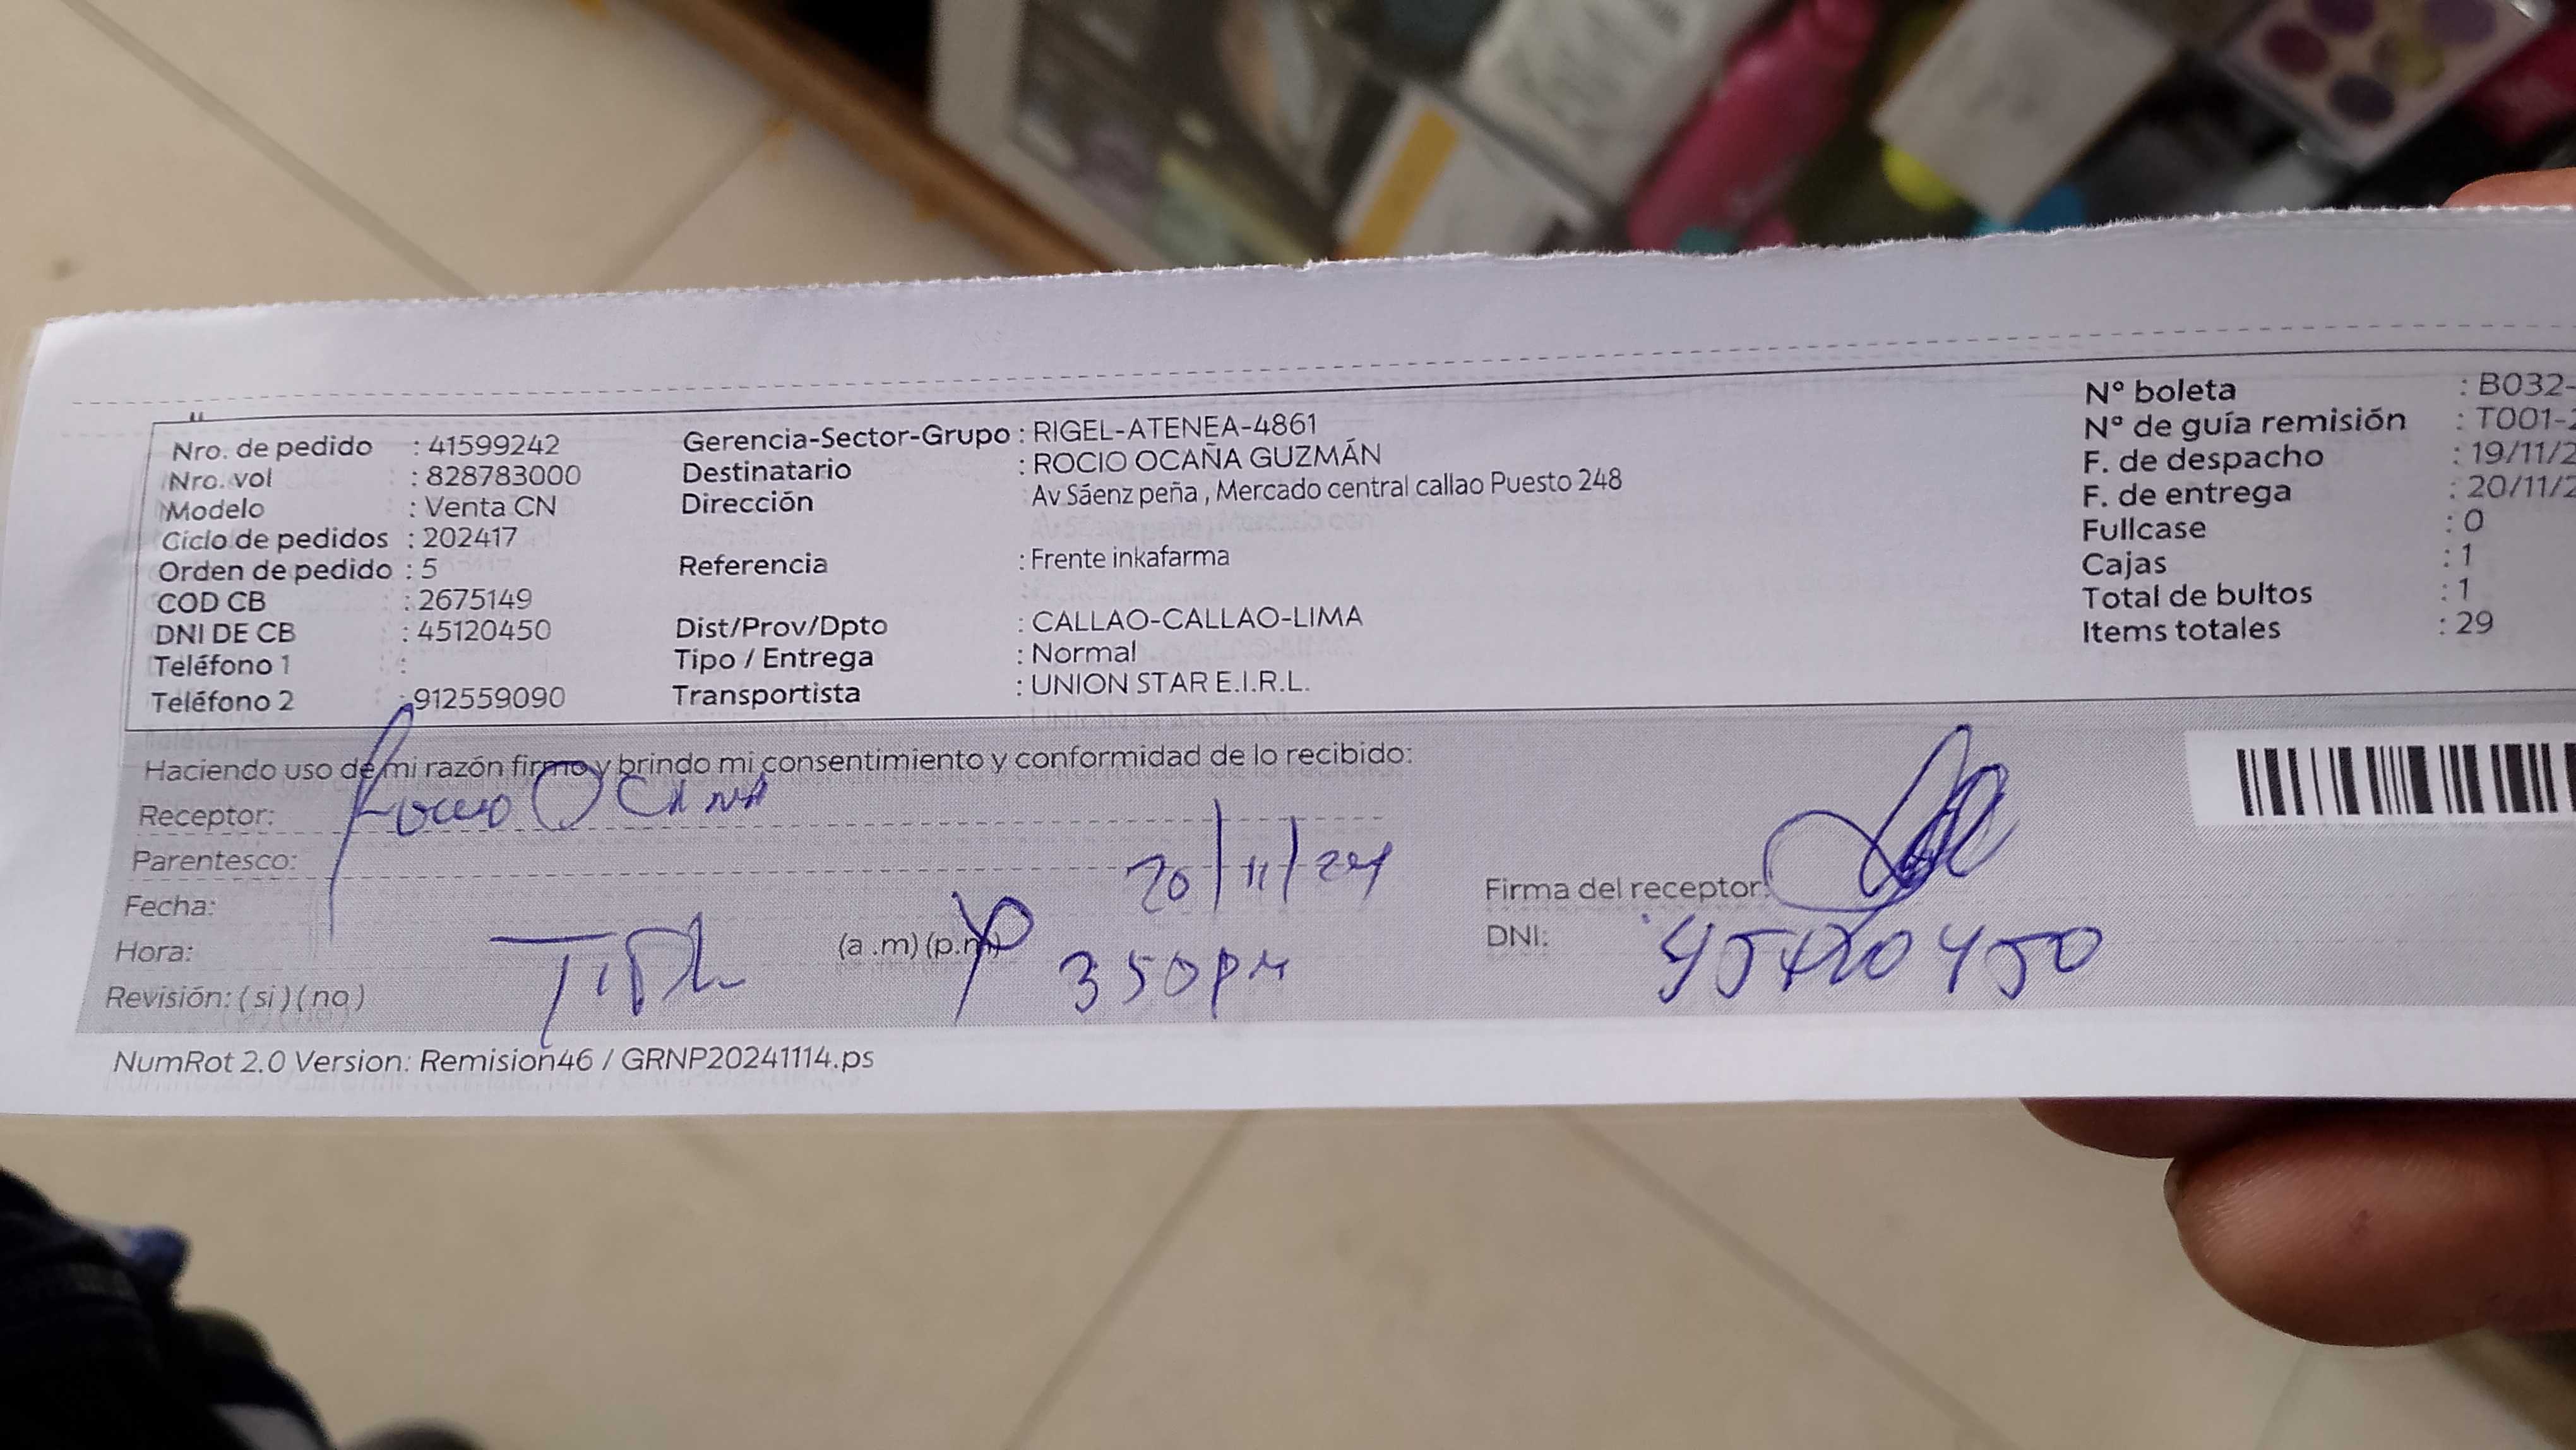 Nro. de pedido : 41599242
Nro. vol : 828783000
Modelo : Venta CN
Ciclo de pedidos : 202417
Orden de pedido : 5
COD CB : 2675149
DNI DE CB : 45120450
Teléfono 1 :
Teléfono 2 : 912559090
Gerencia-Sector-Grupo : RIGEL-ATENEA-4861
Destinatario : ROCIO OCAÑA GUZMÁN
Dirección Av Sáenz peña , Mercado central callao Puesto 248
Referencia : Frente inkafarma
Dist/Prov/Dpto : CALLAO-CALLAO-LIMA
Tipo / Entrega : Normal
Transportista : UNION STAR E.I.R.L.
Nº boleta : B032-
Nº de guía remisión : T001-2
F. de despacho : 19/11/2
F. de entrega : 20/11/2
Fullcase : 0
Cajas : 1
Total de bultos : 1
Items totales : 29
Haciendo uso de mi razón firmo y brindo mi consentimiento y conformidad de lo recibido:
Receptor: Rocio Ocaña
Parentesco:
Fecha: 20/11/24
Hora: (a .m) (p.m) 350pm
Revisión: ( si ) ( no )
Firma del receptor:
DNI: 45120450
NumRot 2.0 Version: Remision46 / GRNP20241114.ps